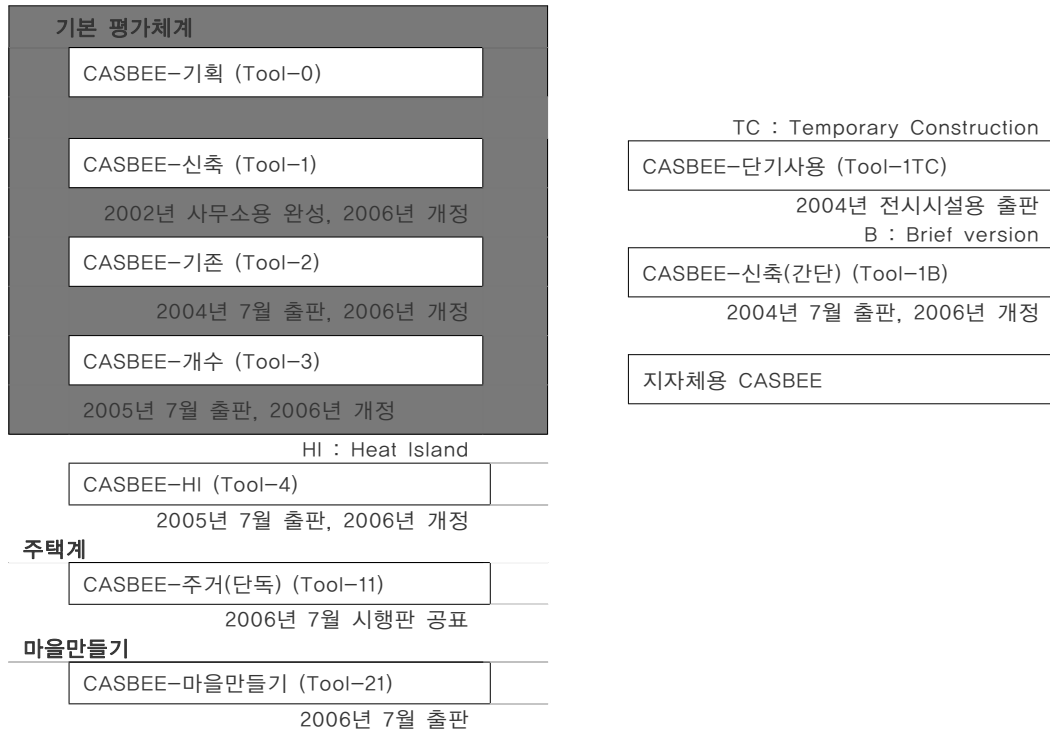 기본 평가체계
CASBEE-기획 (Tool-0)
CASBEE-신축 (Tool-1)
2002년 사무소용 완성, 2006년 개정
CASBEE-기존 (Tool-2)
2004년 7월 출판, 2006년 개정
CASBEE-개수 (Tool-3)
2005년 7월 출판, 2006년 개정
TC : Temporary Construction
CASBEE-단기사용 (Tool-1TC)
2004년 전시시설용 출판
B : Brief version
CASBEE-신축(간단) (Tool-1B)
2004년 7월 출판, 2006년 개정
지자체용 CASBEE
HI : Heat Island
CASBEE-HI (Tool-4)
2005년 7월 출판, 2006년 개정
주택계
CASBEE-주거(단독) (Tool-11)
2006년 7월 시행판 공표
마을만들기
CASBEE-마을만들기 (Tool-21)
2006년 7월 출판